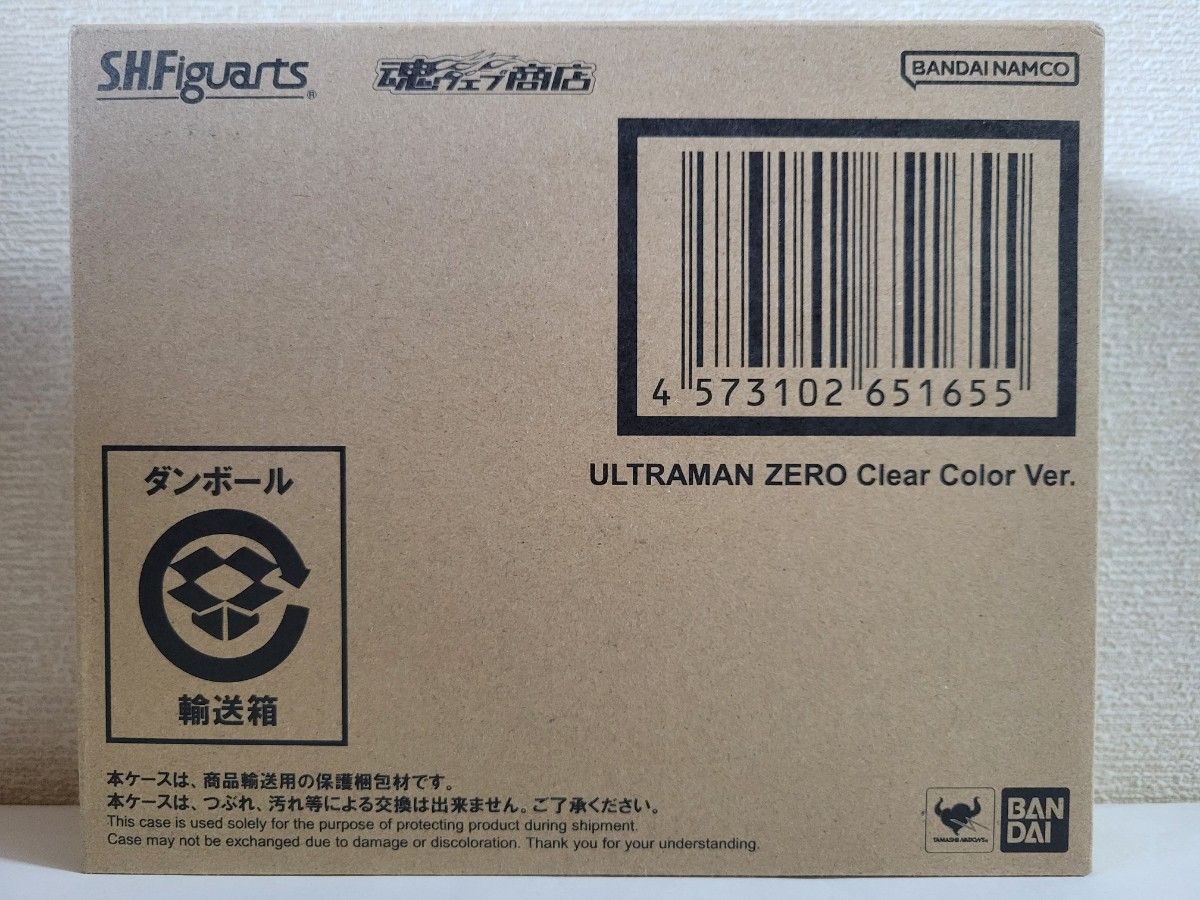 S.H.Figuarts®
魂ウェブ商店
BANDAI NAMCO
4 573102 651655
ULTRAMAN ZERO Clear Color Ver.
ダンボール
輸送箱
本ケースは、商品輸送用の保護梱包材です。
本ケースは、つぶれ、汚れ等による交換は出来ません。ご了承ください。
This case is used solely for the purpose of protecting product during shipment.
Case may not be exchanged due to damage or discoloration. Thank you for your understanding.
TAMASHII NATIONS
BAN
DAI